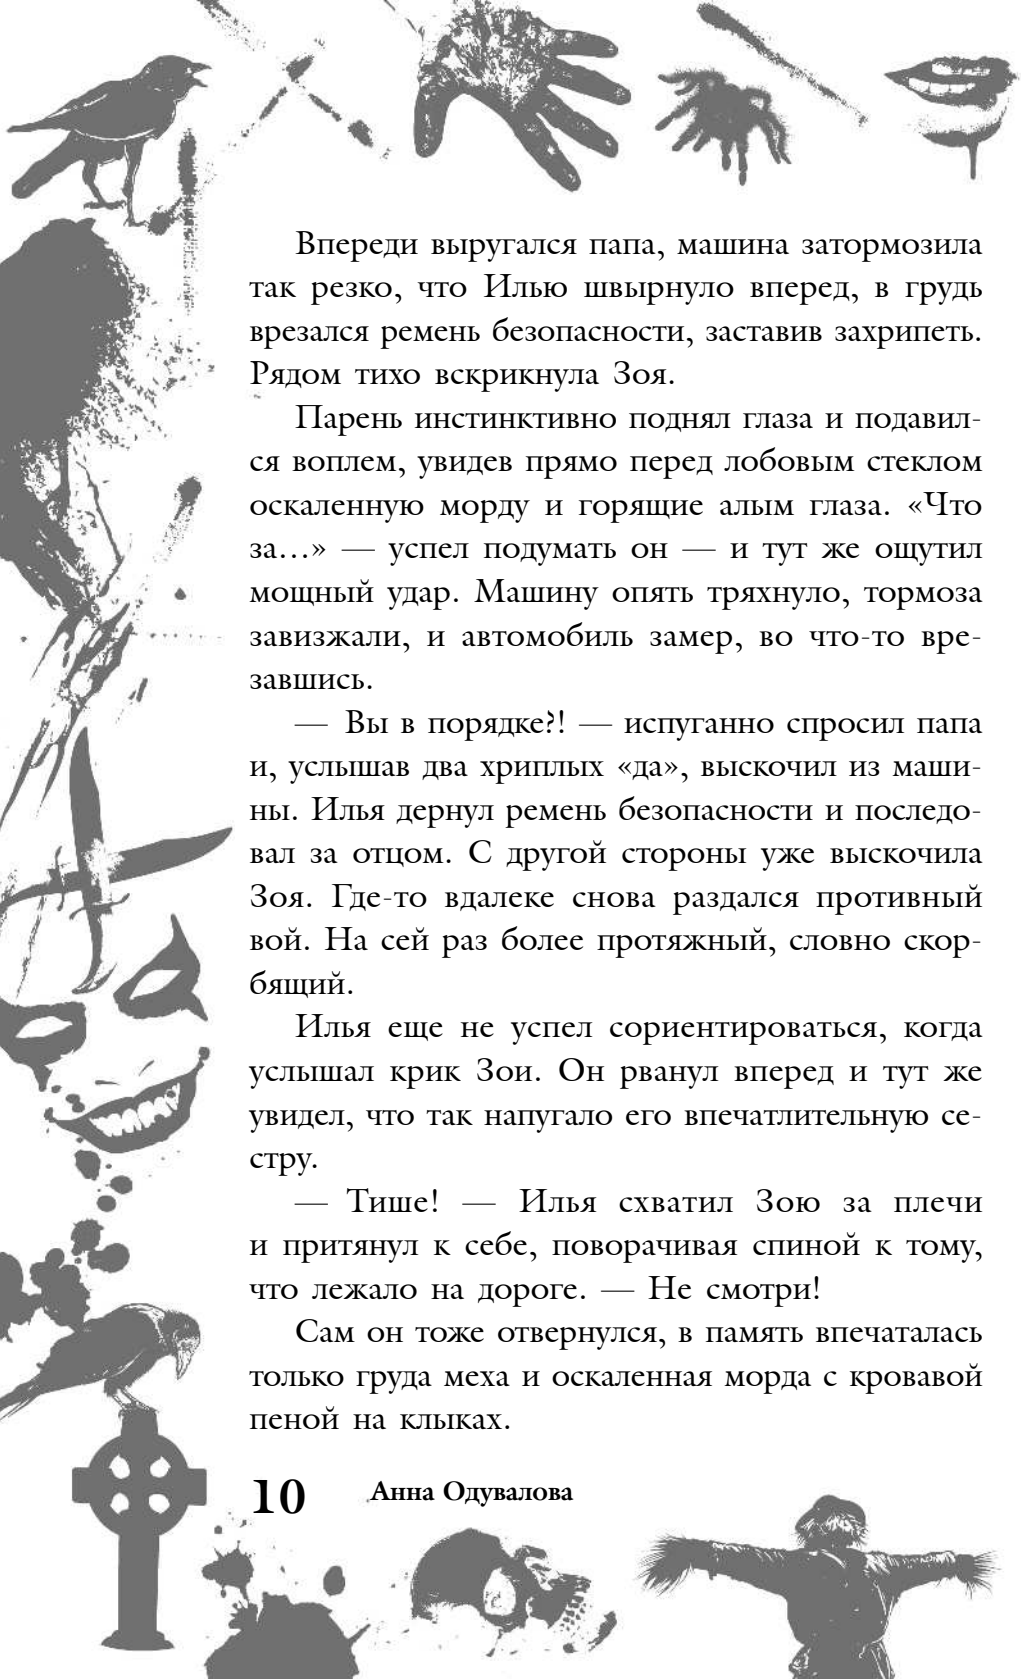 Впереди выругался папа, машина затормозила
так резко, что Илью швырнуло вперед, в грудь
врезался ремень безопасности, заставив захрипеть.
Рядом тихо вскрикнула Зоя.
Парень инстинктивно поднял глаза и подавил-
ся воплем, увидев прямо перед лобовым стеклом
оскаленную морду и горящие алым глаза. «Что
за...» — успел подумать он — и тут же ощутил
мощный удар. Машину опять тряхнуло, тормоза
завизжали, и автомобиль замер, во что-то вре-
завшись.
— Вы в порядке?! — испуганно спросил папа
и, услышав два хриплых «да», выскочил из маши-
ны. Илья дернул ремень безопасности и последо-
вал за отцом. С другой стороны уже выскочила
Зоя. Где-то вдалеке снова раздался противный
вой. На сей раз более протяжный, словно скор-
бящий.
Илья еще не успел сориентироваться, когда
услышал крик Зои. Он рванул вперед и тут же
увидел, что так напугало его впечатлительную се-
стру.
— Тише! — Илья схватил Зою за плечи
и притянул к себе, поворачивая спиной к тому,
что лежало на дороге. — Не смотри!
Сам он тоже отвернулся, в память впечаталась
только груда меха и оскаленная морда с кровавой
пеной на клыках.
10 Анна Одувалова